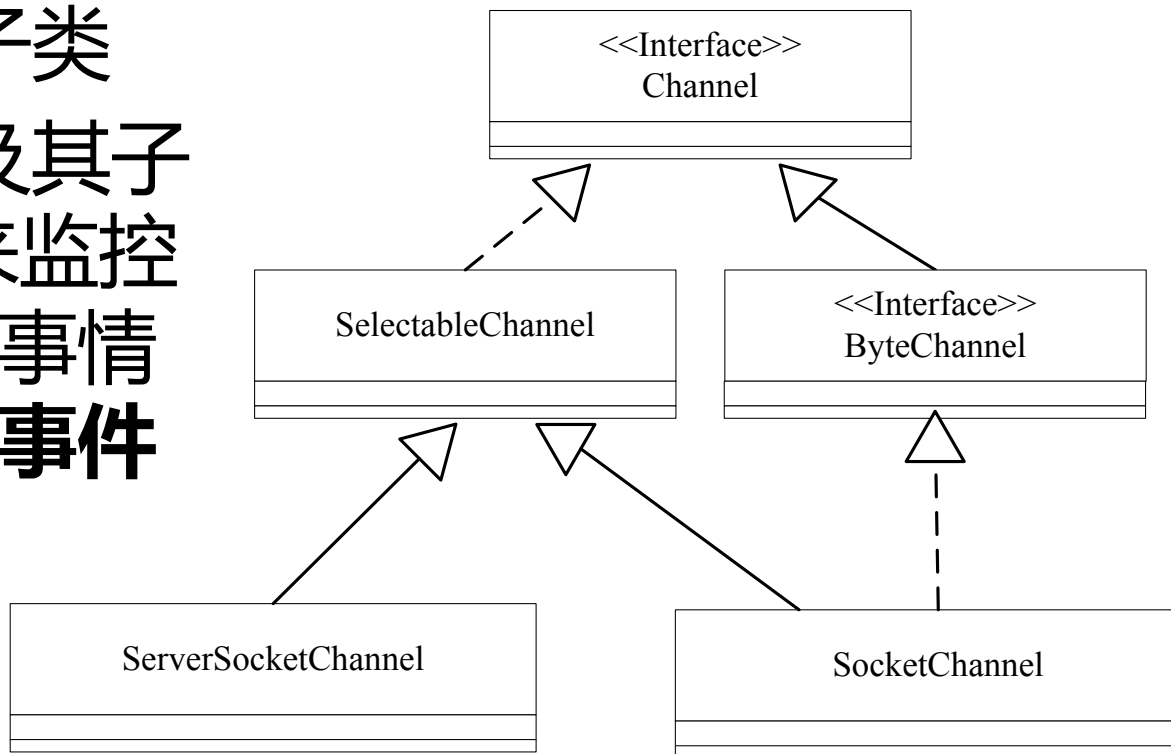 子类
及其子
来监控
事情
事件
<<Interface>>
Channel
SelectableChannel
<<Interface>>
ByteChannel
ServerSocketChannel
SocketChannel